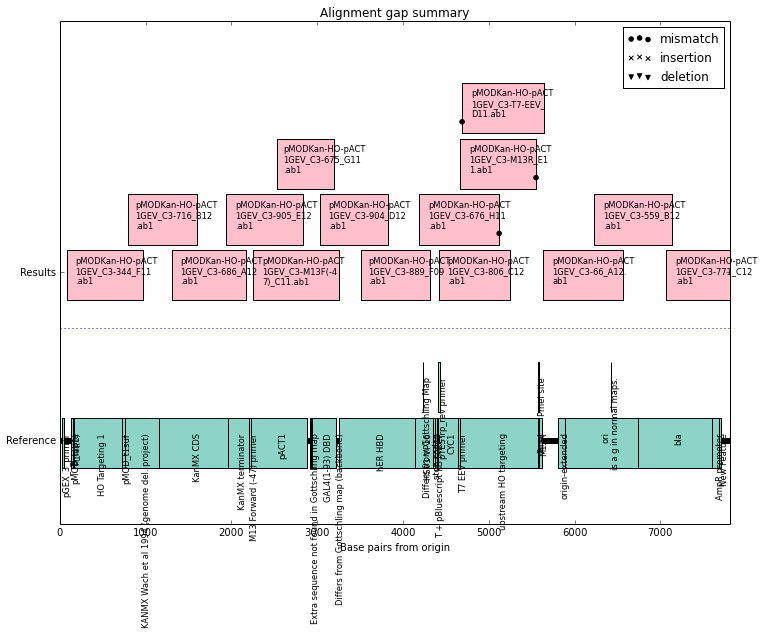 Alignment gap summary
mismatch
insertion
deletion
pMODKan-HO-pACT
1GEV_C3-T7-EEV_
D11.ab1
pMODKan-HO-pACT
1GEV_C3-675_G11
.ab1
pMODKan-HO-pACT
1GEV_C3-M13R_E1
1.ab1
pMODKan-HO-pACT
1GEV_C3-716_B12
.ab1
pMODKan-HO-pACT
1GEV_C3-905_E12
.ab1
pMODKan-HO-pACT
1GEV_C3-904_D12
.ab1
pMODKan-HO-pACT
1GEV_C3-676_H11
.ab1
pMODKan-HO-pACT
1GEV_C3-559_B12
.ab1
Results
pMODKan-HO-pACT
1GEV_C3-344_F11
.ab1
pMODKan-HO-pACT
1GEV_C3-686_A12
.ab1
pMODKan-HO-pACT
1GEV_C3-M13F(-4
7)_C11.ab1
pMODKan-HO-pACT
1GEV_C3-889_F09
.ab1
pMODKan-HO-pACT
1GEV_C3-806_C12
.ab1
pMODKan-HO-pACT
1GEV_C3-66_A12.
ab1
pMODKan-HO-pACT
1GEV_C3-771_C12
.ab1
Reference
pGEX_3_primer
HO Targeting 1
KANMX Wach et al 1994 (genome del. project)
KanMX CDS
KanMX terminator
M13 Forward (-47) primer
pACT1
Extra sequence not found in Gottschling map
GAL4(1-93) DBD
Differs from Gottschling map (backbone)
hER HBD
Differs from Gottschling Map
CYC1
T7 EEV primer
upstream HO targeting
PmeI site
origin-extended
ori
is a g in normal maps.
bla
AmpR promoter
New Feature
0 1000 2000 3000 4000 5000 6000 7000
Base pairs from origin